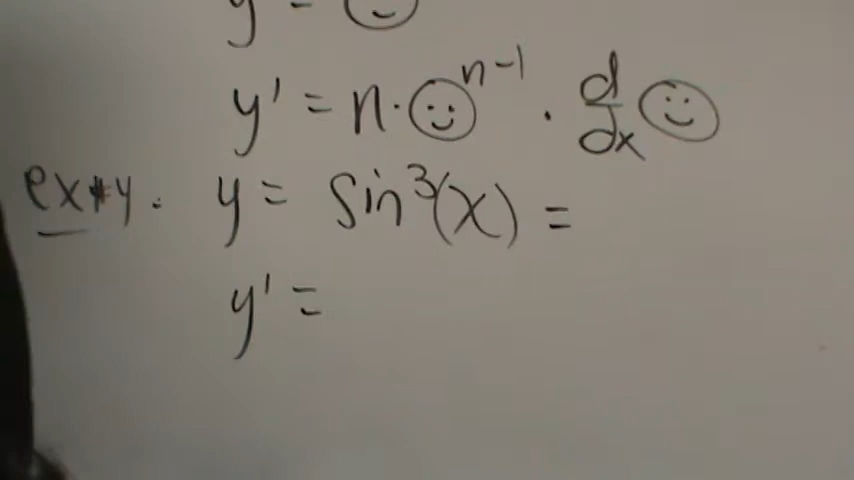 y = ☺
y' = n · ☺^{n-1} · d/dx ☺
ex#4. y = sin³(x) =
y' =